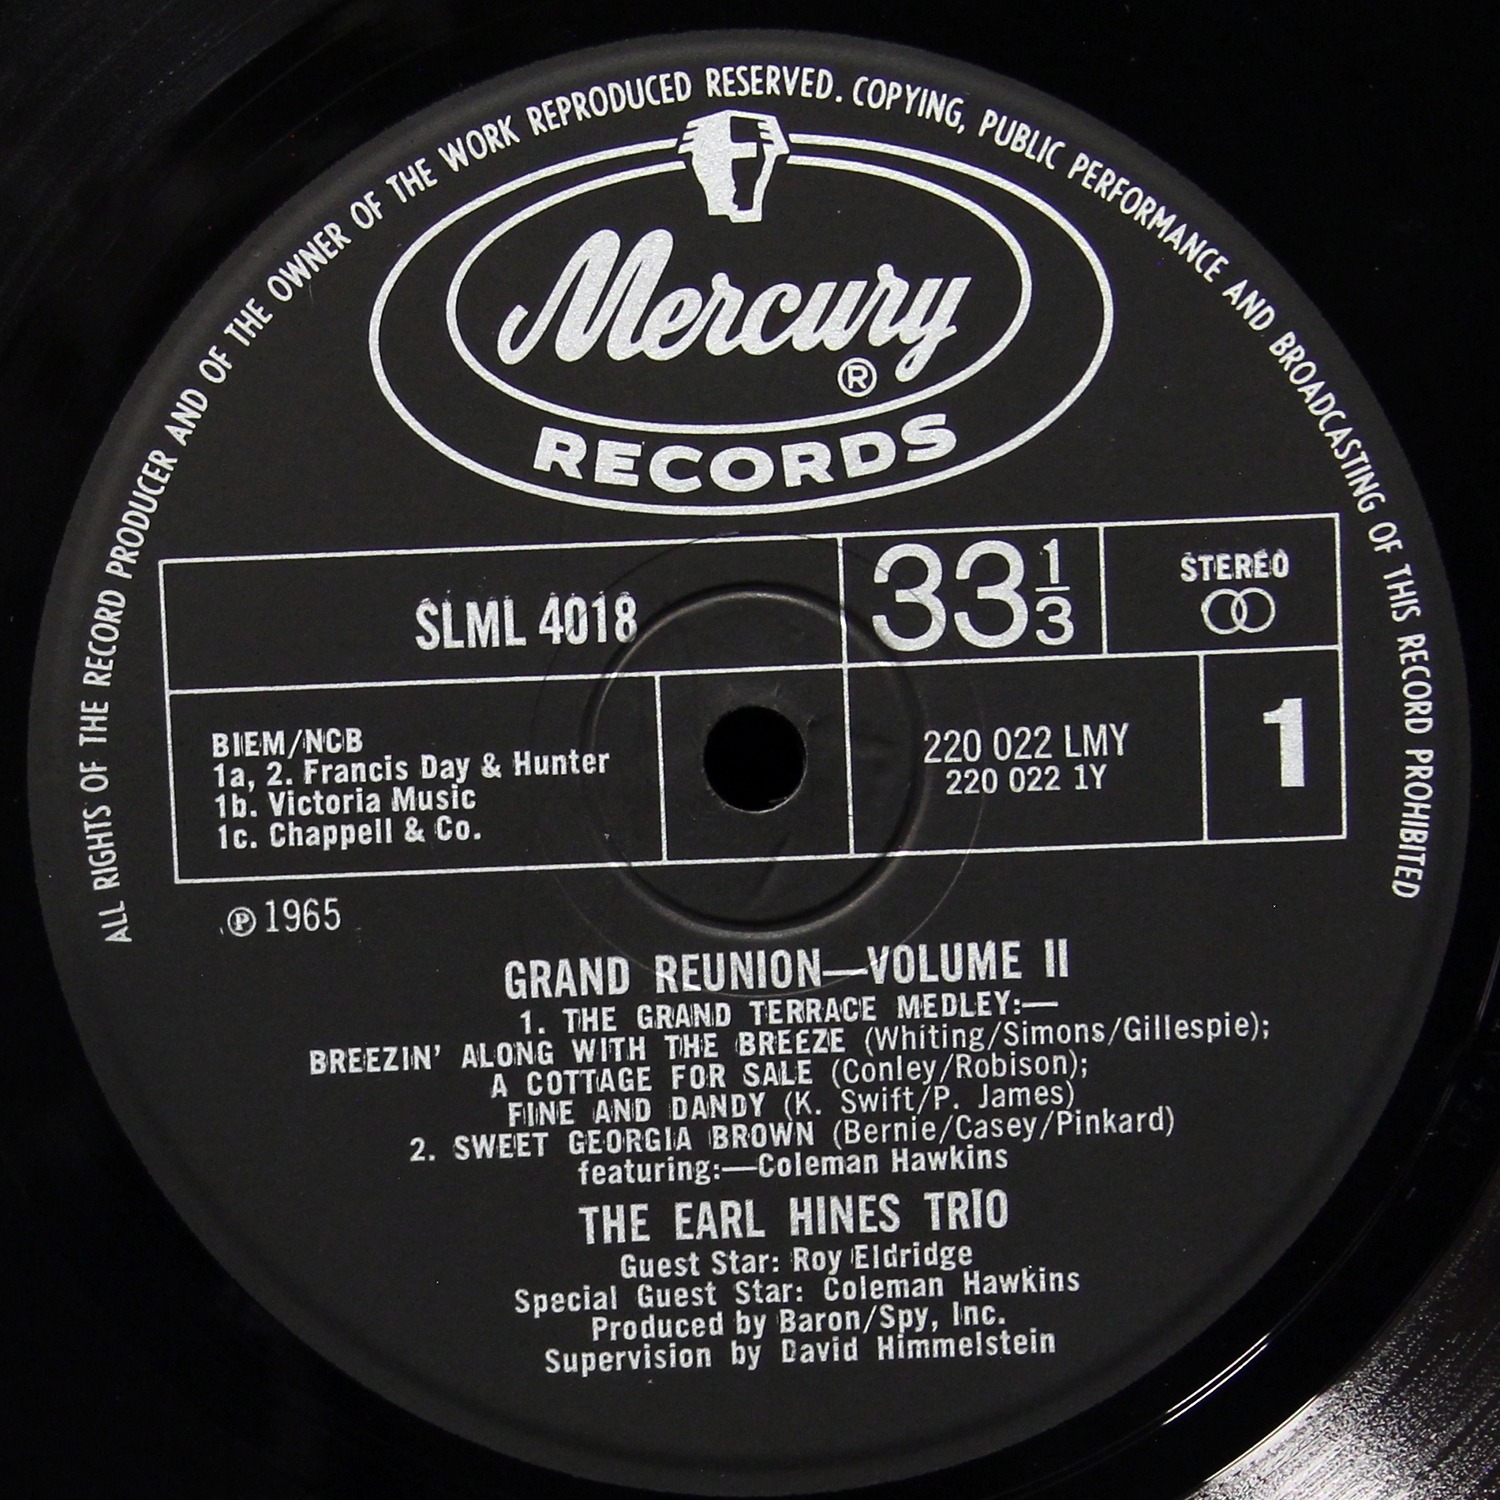 ALL RIGHTS OF THE RECORD PRODUCER AND OF THE OWNER OF THE WORK REPRODUCED RESERVED. COPYING, PUBLIC PERFORMANCE AND BROADCASTING OF THIS RECORD PROHIBITED
Mercury
®
RECORDS
SLML 4018
33 1/3
STEREO
BIEM/NCB
1a, 2. Francis Day & Hunter
1b. Victoria Music
1c. Chappell & Co.
220 022 LMY
220 022 1Y
1
℗ 1965
GRAND REUNION—VOLUME II
1. THE GRAND TERRACE MEDLEY:—
BREEZIN' ALONG WITH THE BREEZE (Whiting/Simons/Gillespie);
A COTTAGE FOR SALE (Conley/Robison);
FINE AND DANDY (K. Swift/P. James)
2. SWEET GEORGIA BROWN (Bernie/Casey/Pinkard)
featuring:—Coleman Hawkins
THE EARL HINES TRIO
Guest Star: Roy Eldridge
Special Guest Star: Coleman Hawkins
Produced by Baron/Spy, Inc.
Supervision by David Himmelstein